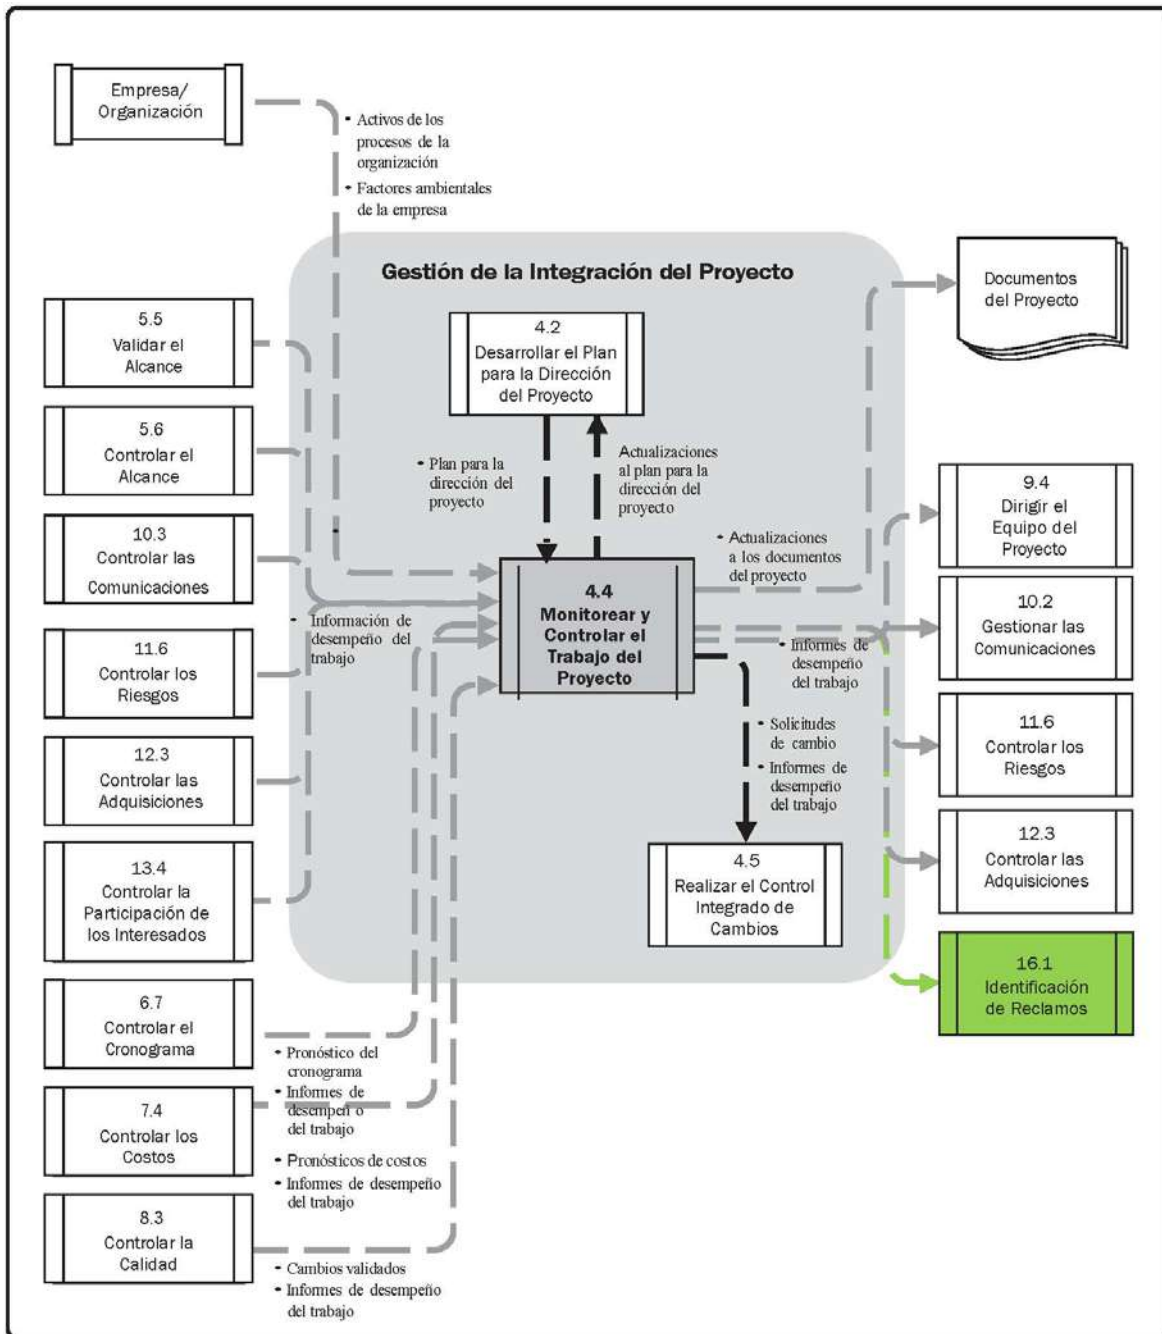 Empresa/
Organización
• Activos de los
procesos de la
organización
• Factores ambientales
de la empresa
Gestión de la Integración del Proyecto
Documentos
del Proyecto
5.5
Validar el
Alcance
4.2
Desarrollar el Plan
para la Dirección
del Proyecto
5.6
Controlar el
Alcance
• Plan para la
dirección del
proyecto
Actualizaciones
al plan para la
dirección del
proyecto
9.4
Dirigir el
Equipo del
Proyecto
10.3
Controlar las
Comunicaciones
•
• Actualizaciones
a los documentos
del proyecto
4.4
Monitorear y
Controlar el
Trabajo del
Proyecto
10.2
Gestionar las
Comunicaciones
• Información de
desempeño del
trabajo
• Informes de
desempeño
del trabajo
11.6
Controlar los
Riesgos
11.6
Controlar los
Riesgos
• Solicitudes
de cambio
• Informes de
desempeño
del trabajo
12.3
Controlar las
Adquisiciones
12.3
Controlar las
Adquisiciones
4.5
Realizar el Control
Integrado de
Cambios
13.4
Controlar la
Participación de
los Interesados
16.1
Identificación
de Reclamos
6.7
Controlar el
Cronograma
• Pronóstico del
cronograma
• Informes de
desempeñ o
del trabajo
7.4
Controlar los
Costos
• Pronósticos de costos
• Informes de desempeño
del trabajo
8.3
Controlar la
Calidad
• Cambios validados
• Informes de desempeño
del trabajo